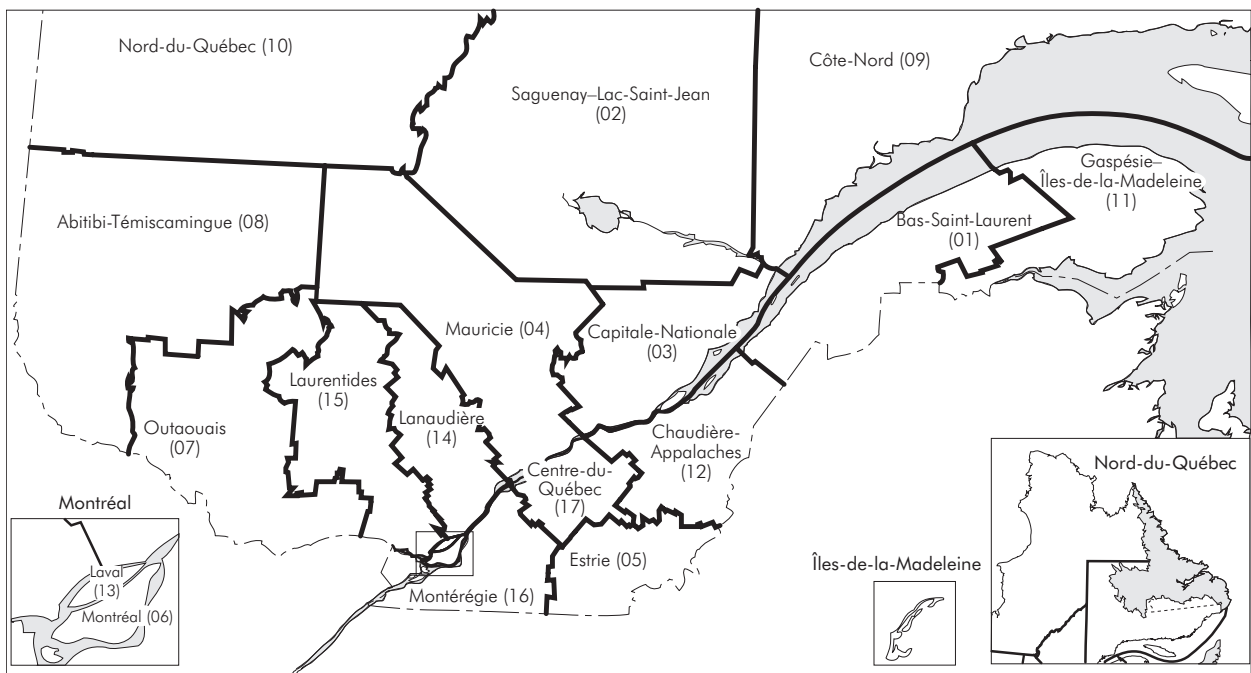 Nord-du-Québec (10)
Côte-Nord (09)
Saguenay–Lac-Saint-Jean
(02)
Gaspésie–
Îles-de-la-Madeleine
(11)
Abitibi-Témiscamingue (08)
Bas-Saint-Laurent
(01)
Mauricie (04)
Capitale-Nationale
(03)
Laurentides
(15)
Lanaudière
(14)
Outaouais
(07)
Chaudière-
Appalaches
(12)
Centre-du-
Québec
(17)
Estrie (05)
Montérégie (16)
Montréal
Laval
(13)
Montréal (06)
Îles-de-la-Madeleine
Nord-du-Québec